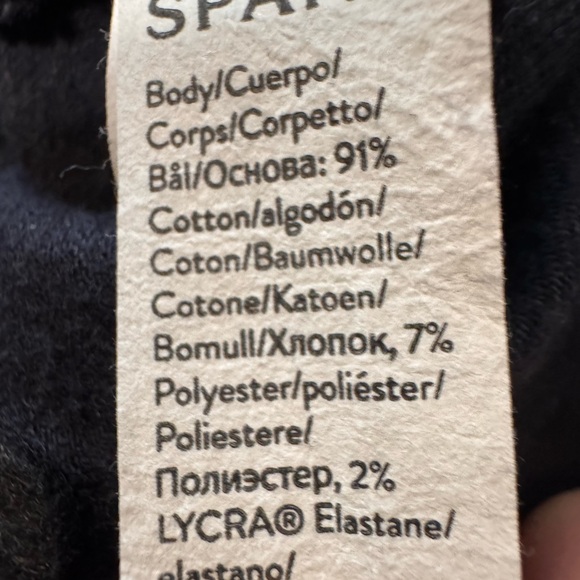 Body/Cuerpo/
Corps/Corpetto/
Bål/Основа: 91%
Cotton/algodón/
Coton/Baumwolle/
Cotone/Katoen/
Bomull/Хлопок, 7%
Polyester/poliéster/
Poliestere/
Полиэстер, 2%
LYCRA® Elastane/
elastano/